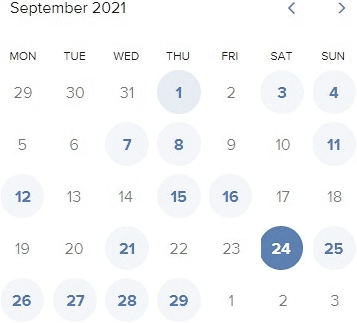 September 2021
MON TUE WED THU FRI SAT SUN
29 30 31 1 2 3 4
5 6 7 8 9 10 11
12 13 14 15 16 17 18
19 20 21 22 23 24 25
26 27 28 29 1 2 3